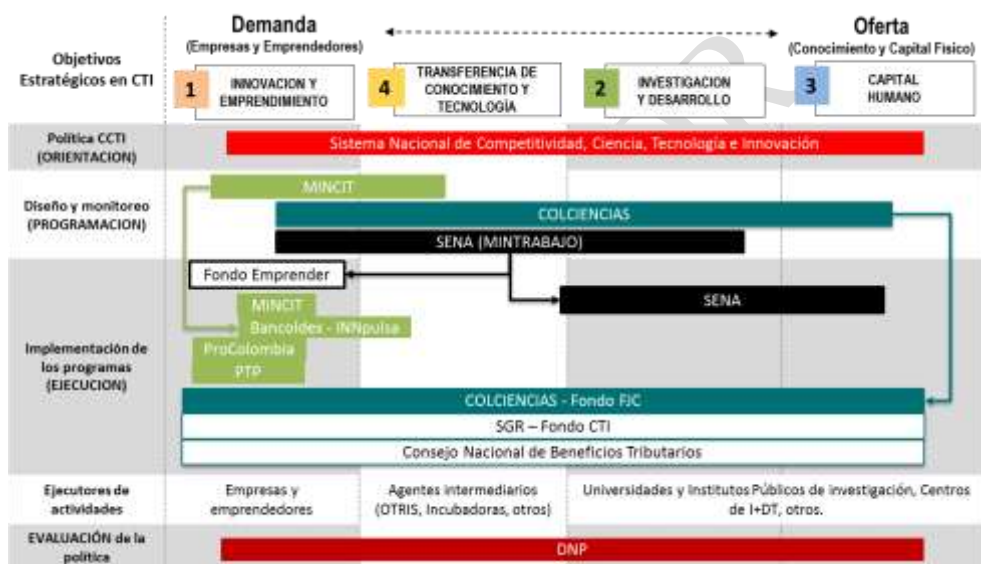 Demanda
(Empresas y Emprendedores)
Oferta
(Conocimiento y Capital Físico)
Objetivos
Estratégicos en CTI
1
INNOVACION Y
EMPRENDIMIENTO
4
TRANSFERENCIA DE
CONOCIMIENTO Y
TECNOLOGÍA
2
INVESTIGACION
Y DESARROLLO
3
CAPITAL
HUMANO
Política CCTI
(ORIENTACION)
Sistema Nacional de Competitividad, Ciencia, Tecnología e Innovación
Diseño y monitoreo
(PROGRAMACION)
MINCIT
COLCIENCIAS
SENA (MINTRABAJO)
Implementación de
los programas
(EJECUCION)
Fondo Emprender
SENA
MINCIT
Bancoldex - INNpulsa
ProColombia
PTP
COLCIENCIAS - Fondo FJC
SGR – Fondo CTI
Consejo Nacional de Beneficios Tributarios
Ejecutores de
actividades
Empresas y
emprendedores
Agentes intermediarios
(OTRIS, Incubadoras, otros)
Universidades y Institutos Públicos de investigación, Centros
de I+DT, otros.
EVALUACIÓN de la
política
DNP